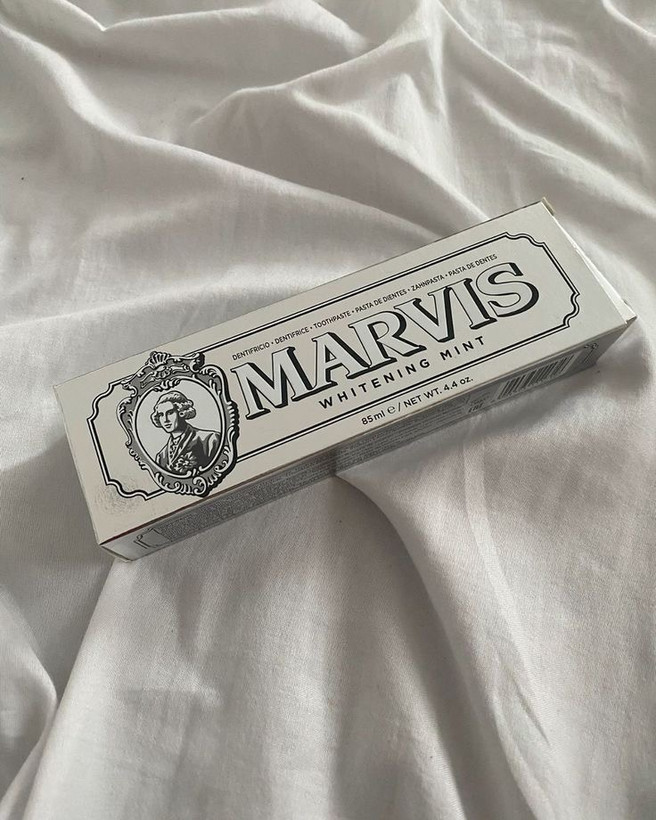 DENTIFRICIO • DENTIFRICE • TOOTHPASTE • PASTA DE DIENTES • ZAHNPASTA • PASTA DE DENTES
MARVIS
WHITENING MINT
85ml ℮ / NET WT. 4.4 oz.